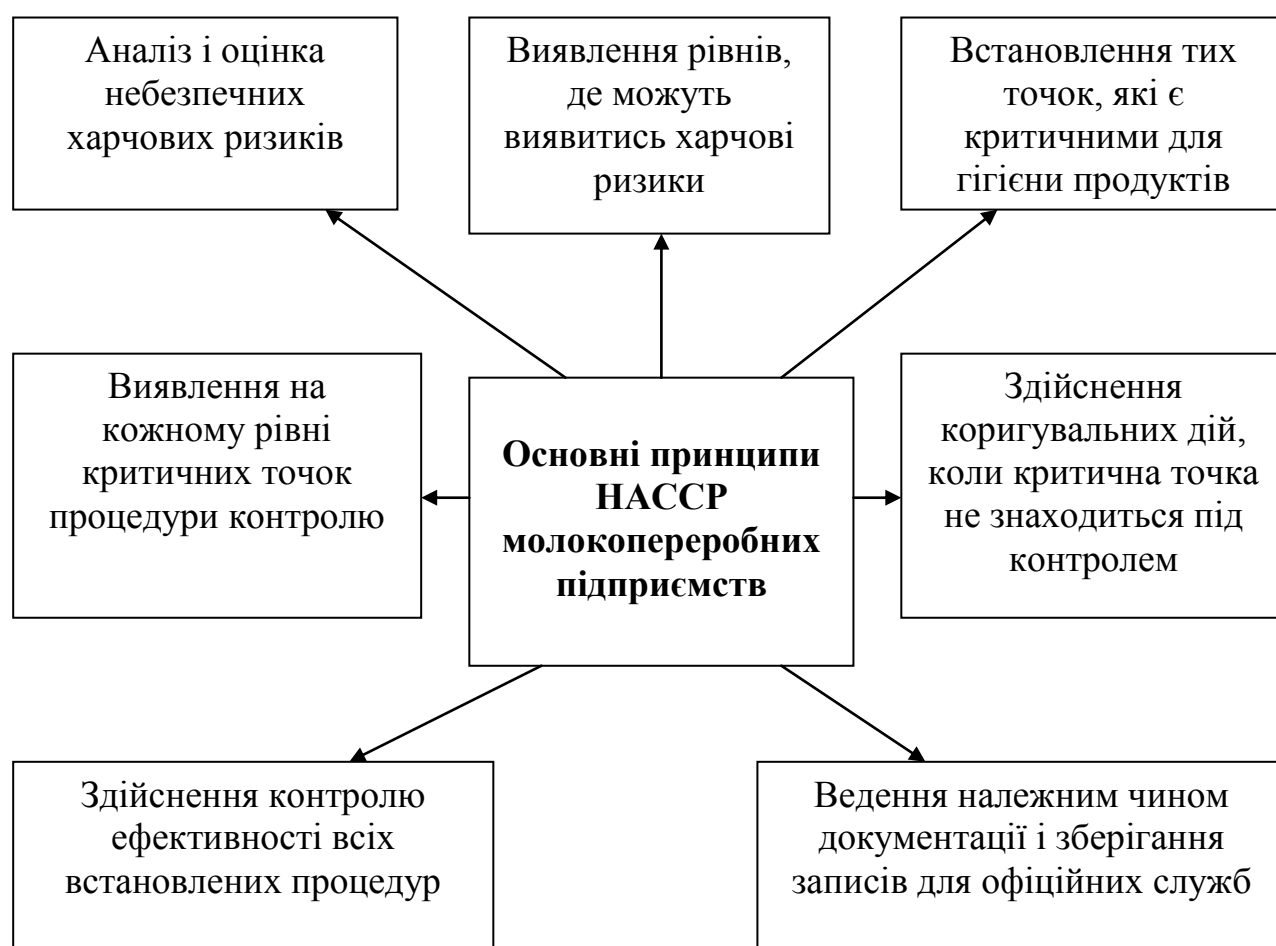 Аналіз і оцінка
небезпечних
харчових ризиків
Виявлення рівнів,
де можуть
виявитись харчові
ризики
Встановлення тих
точок, які є
критичними для
гігієни продуктів
Виявлення на
кожному рівні
критичних точок
процедури контролю
Основні принципи
НАССР
молокопереробних
підприємств
Здійснення
коригувальних дій,
коли критична точка
не знаходиться під
контролем
Здійснення контролю
ефективності всіх
встановлених процедур
Ведення належним чином
документації і зберігання
записів для офіційних служб